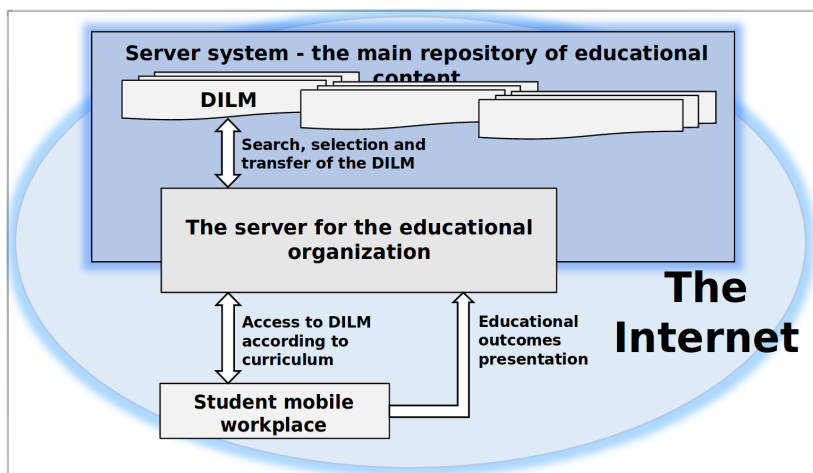 Server system - the main repository of educational
content
DILM
Search, selection and
transfer of the DILM
The server for the educational
organization
The
Internet
Access to DILM
according to
curriculum
Educational
outcomes
presentation
Student mobile
workplace